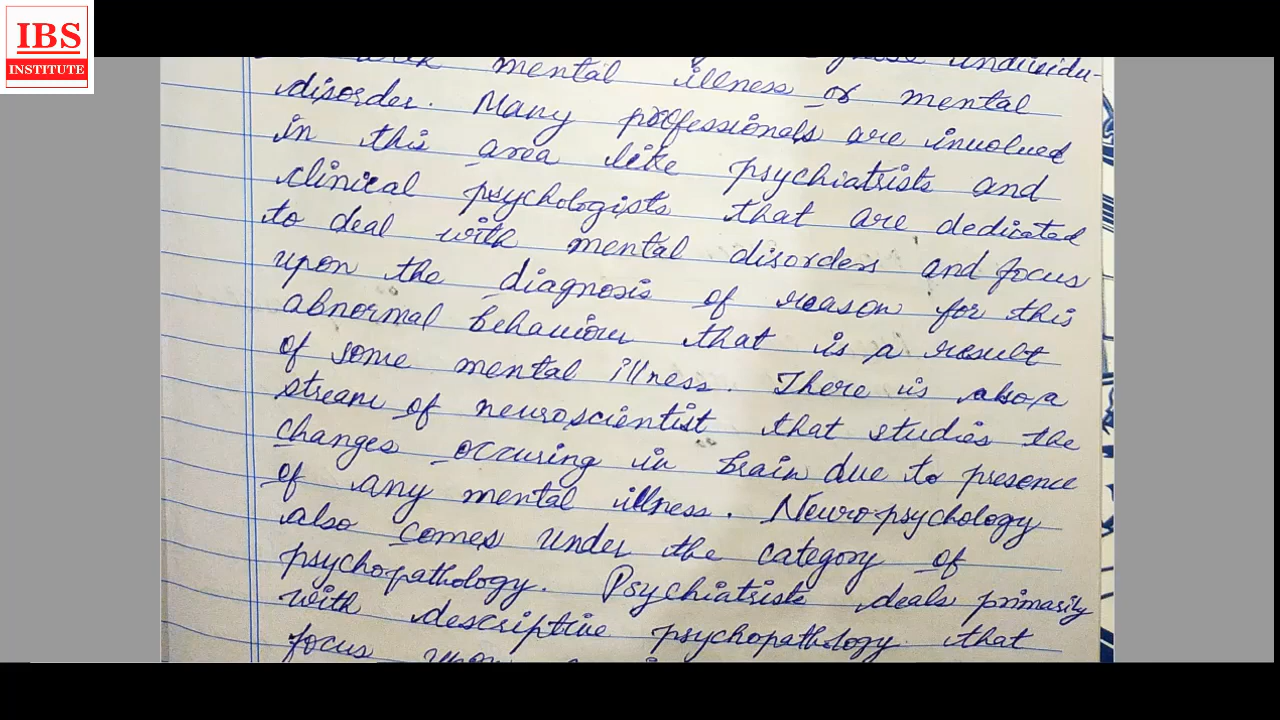 IBS
INSTITUTE
with mental illness or mental
disorder. Many professionals are involved
in this area like psychiatrists and
clinical psychologists that are dedicated
to deal with mental disorders and focus
upon the diagnosis of reason for this
abnormal behaviour that is a result
of some mental illness. There is also a
stream of neuroscientist that studies the
changes occuring in brain due to presence
of any mental illness. Neuro-psychology
also comes under the category of
psychopathology. Psychiatrists deals primarily
with descriptive psychopathology that
focus upon